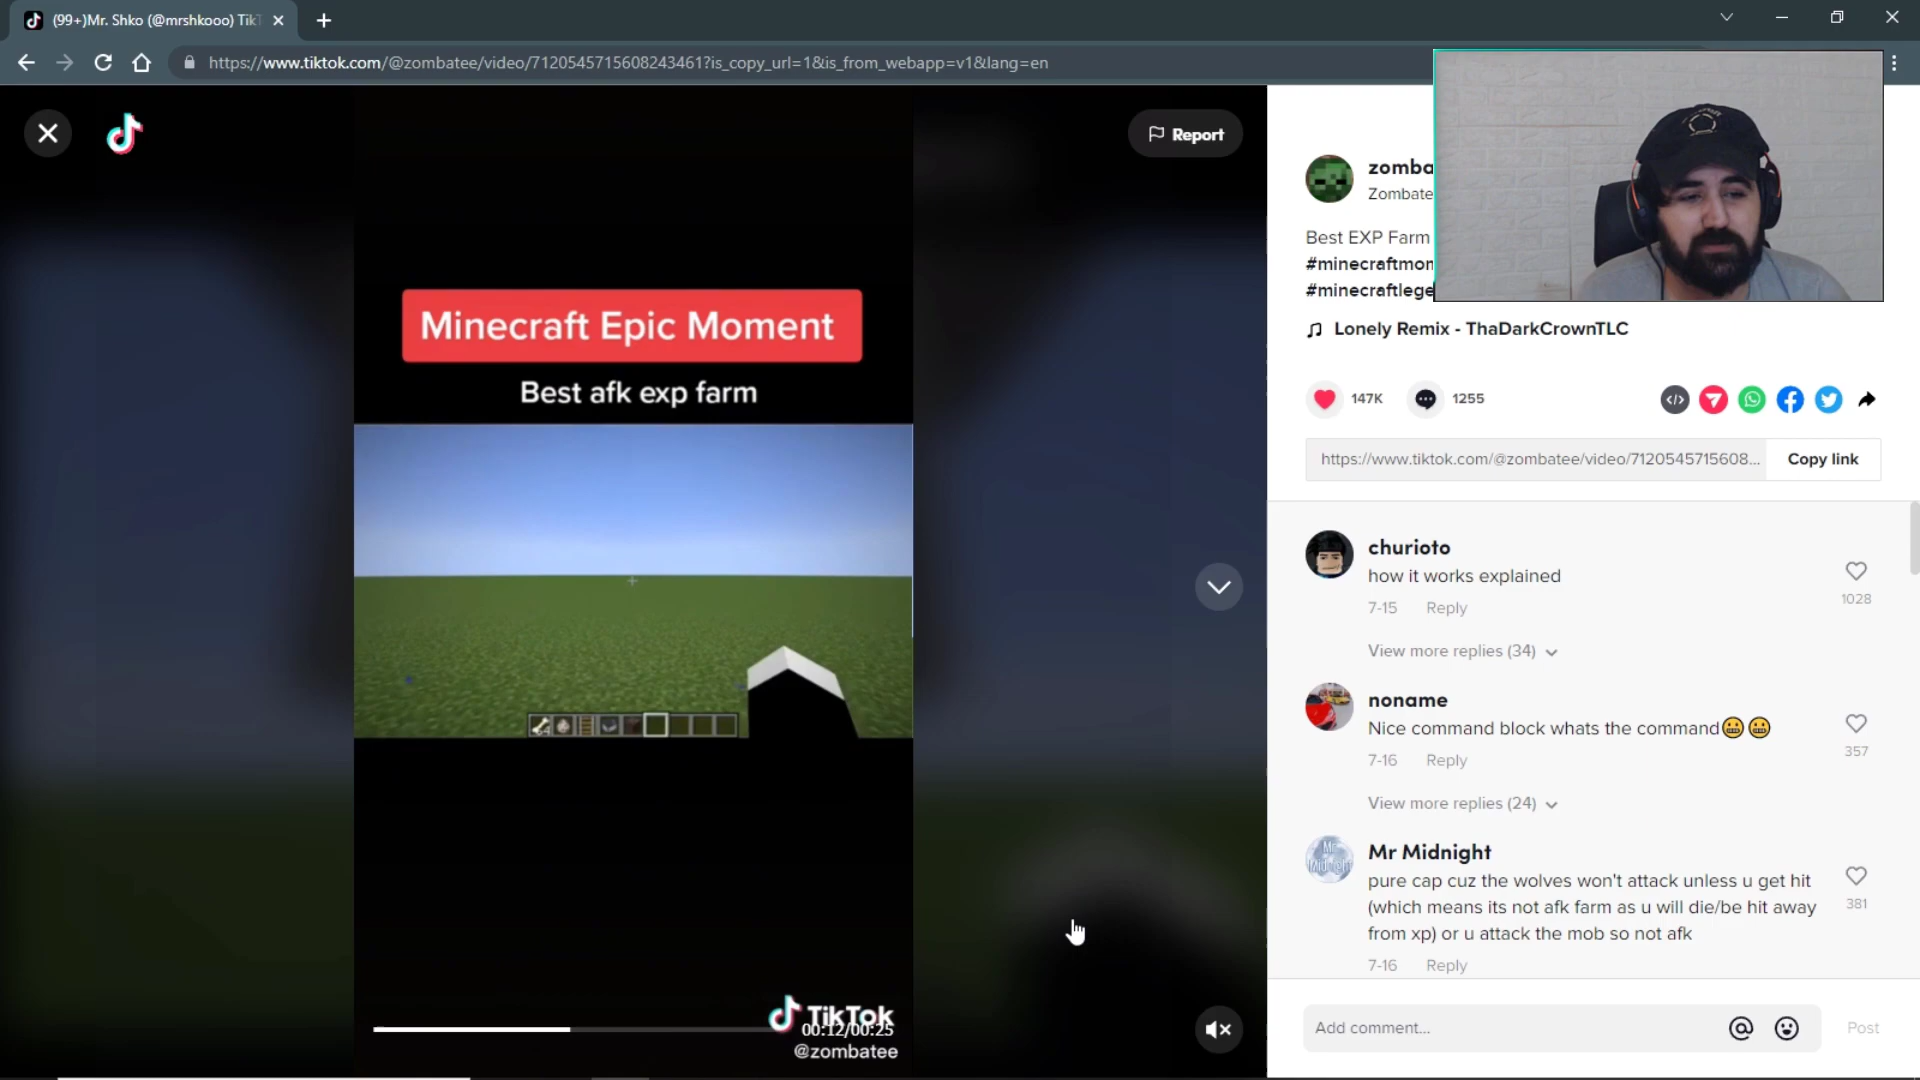 (99+)Mr. Shko (@mrshkooo) Tik
https://www.tiktok.com/@zombatee/video/7120545715608243461?is_copy_url=1&is_from_webapp=v1&lang=en
Report
Minecraft Epic Moment
Best afk exp farm
64
TikTok
00:12/00:25
@zombatee
zomba
Zombatee
Best EXP Farm
#minecraftmon
#minecraftlege
Lonely Remix - ThaDarkCrownTLC
147K
1255
https://www.tiktok.com/@zombatee/video/7120545715608...
Copy link
churioto
how it works explained
7-15 Reply
1028
View more replies (34)
noname
Nice command block whats the command😬😬
7-16 Reply
357
View more replies (24)
Mr Midnight
pure cap cuz the wolves won't attack unless u get hit
(which means its not afk farm as u will die/be hit away
from xp) or u attack the mob so not afk
381
7-16 Reply
Add comment...
Post